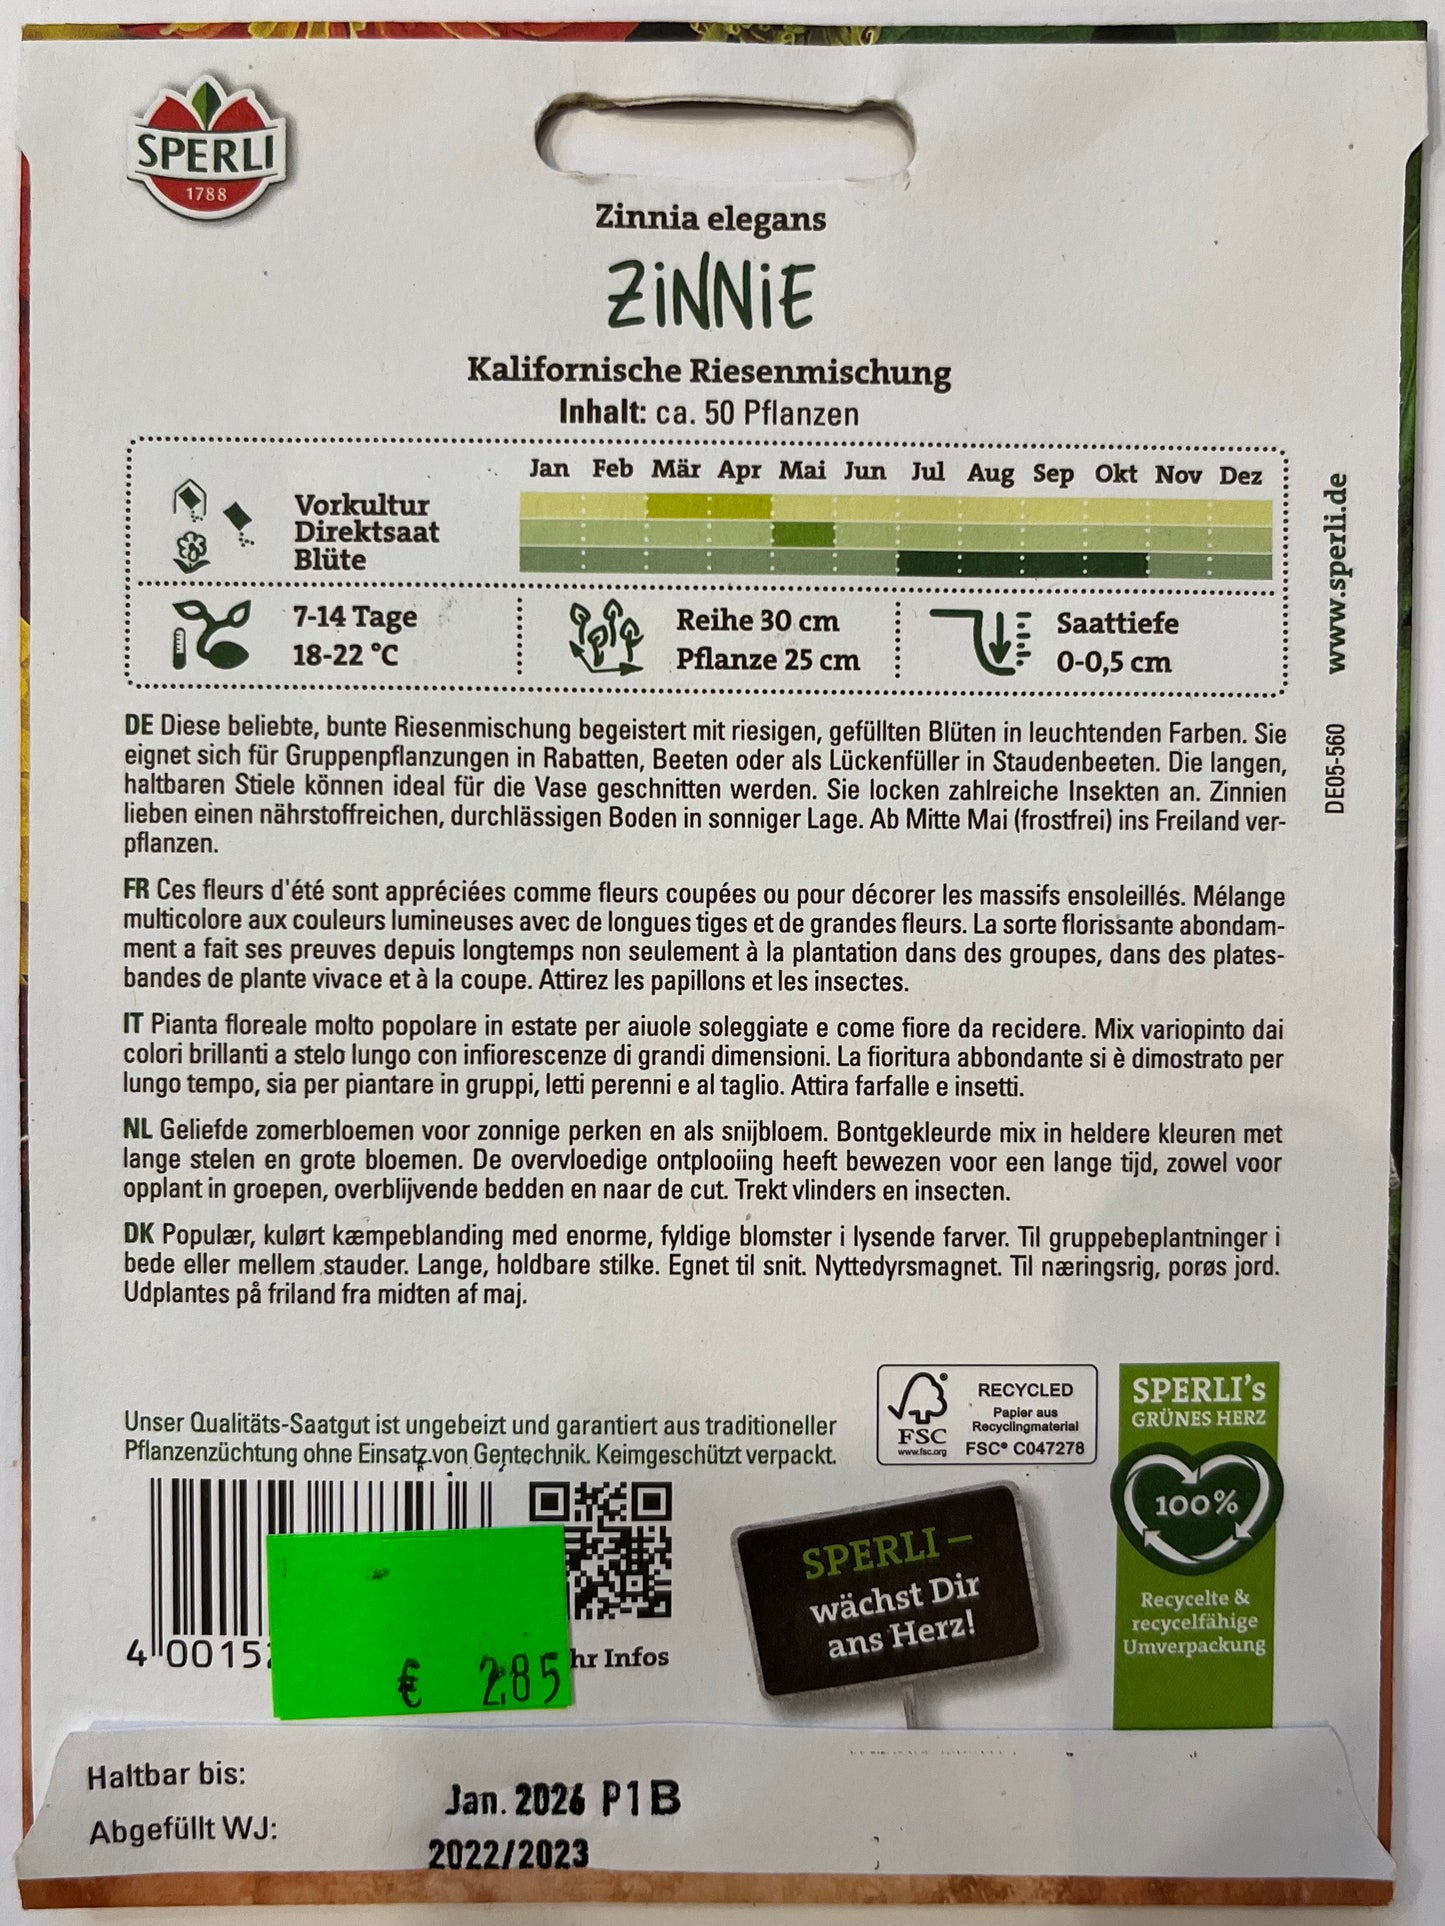 SPERLI
1788
Zinnia elegans
ZiNNiE
Kalifornische Riesenmischung
Inhalt: ca. 50 Pflanzen
Jan Feb Mär Apr Mai Jun Jul Aug Sep Okt Nov Dez
Vorkultur
Direktsaat
Blüte
7-14 Tage
18-22 °C
Reihe 30 cm
Pflanze 25 cm
Saattiefe
0-0,5 cm
www.sperli.de
DE05-560
DE Diese beliebte, bunte Riesenmischung begeistert mit riesigen, gefüllten Blüten in leuchtenden Farben. Sie
eignet sich für Gruppenpflanzungen in Rabatten, Beeten oder als Lückenfüller in Staudenbeeten. Die langen,
haltbaren Stiele können ideal für die Vase geschnitten werden. Sie locken zahlreiche Insekten an. Zinnien
lieben einen nährstoffreichen, durchlässigen Boden in sonniger Lage. Ab Mitte Mai (frostfrei) ins Freiland ver-
pflanzen.
FR Ces fleurs d'été sont appréciées comme fleurs coupées ou pour décorer les massifs ensoleillés. Mélange
multicolore aux couleurs lumineuses avec de longues tiges et de grandes fleurs. La sorte florissante abondam-
ment a fait ses preuves depuis longtemps non seulement à la plantation dans des groupes, dans des plates-
bandes de plante vivace et à la coupe. Attirez les papillons et les insectes.
IT Pianta floreale molto popolare in estate per aiuole soleggiate e come fiore da recidere. Mix variopinto dai
colori brillanti a stelo lungo con infiorescenze di grandi dimensioni. La fioritura abbondante si è dimostrato per
lungo tempo, sia per piantare in gruppi, letti perenni e al taglio. Attira farfalle e insetti.
NL Geliefde zomerbloemen voor zonnige perken en als snijbloem. Bontgekleurde mix in heldere kleuren met
lange stelen en grote bloemen. De overvloedige ontplooiing heeft bewezen voor een lange tijd, zowel voor
opplant in groepen, overblijvende bedden en naar de cut. Trekt vlinders en insecten.
DK Populær, kulørt kæmpeblanding med enorme, fyldige blomster i lysende farver. Til gruppebeplantninger i
bede eller mellem stauder. Lange, holdbare stilke. Egnet til snit. Nyttedyrsmagnet. Til næringsrig, porøs jord.
Udplantes på friland fra midten af maj.
Unser Qualitäts-Saatgut ist ungebeizt und garantiert aus traditioneller
Pflanzenzüchtung ohne Einsatz von Gentechnik. Keimgeschützt verpackt.
FSC
www.fsc.org
RECYCLED
Papier aus
Recyclingmaterial
FSC® C047278
SPERLI's
GRÜNES HERZ
100%
Recycelte &
recycelfähige
Umverpackung
SPERLI –
wächst Dir
ans Herz!
4 0015
hr Infos
€ 2,85
Haltbar bis:
Jan. 2026 P1B
Abgefüllt WJ:
2022/2023